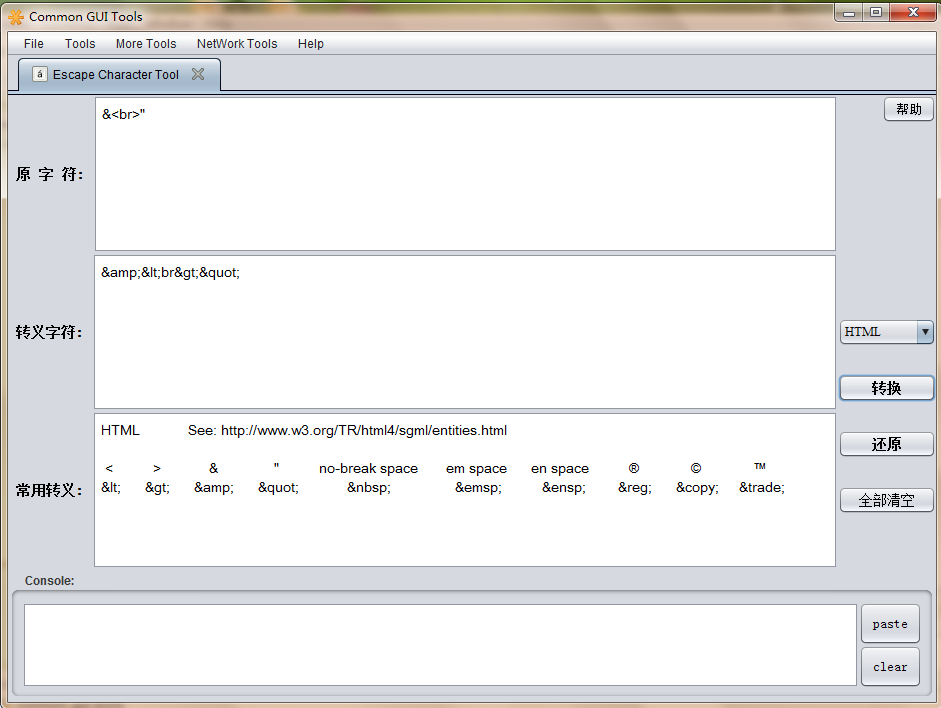 Common GUI Tools
File Tools More Tools NetWork Tools Help
á Escape Character Tool
原 字 符:
&<br>"
帮助
转义字符:
&amp;&lt;br&gt;&quot;
HTML
转换
还原
全部清空
常用转义:
HTML See: http://www.w3.org/TR/html4/sgml/entities.html
< > & " no-break space em space en space ® © ™
&lt; &gt; &amp; &quot; &nbsp; &emsp; &ensp; &reg; &copy; &trade;
Console:
paste
clear